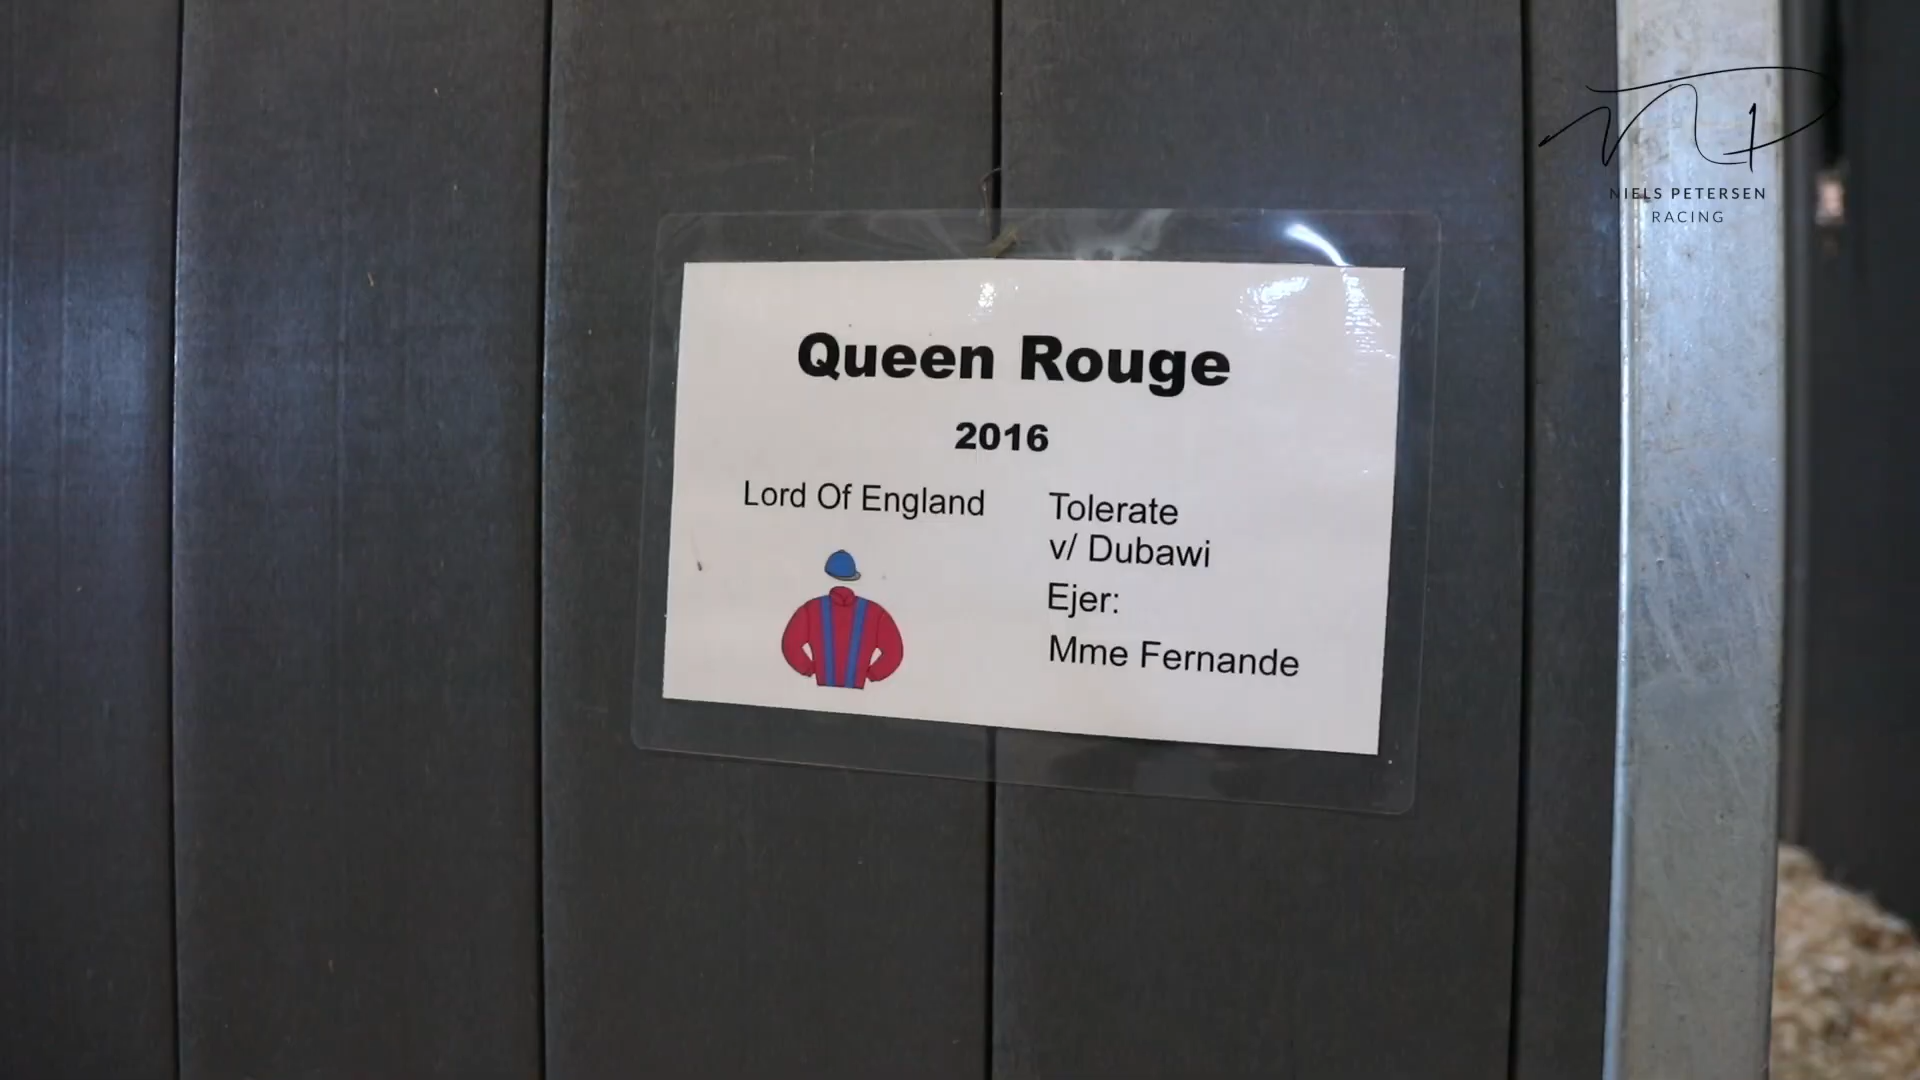 NIELS PETERSEN
RACING
Queen Rouge
2016
Lord Of England
Tolerate
v/ Dubawi
Ejer:
Mme Fernande